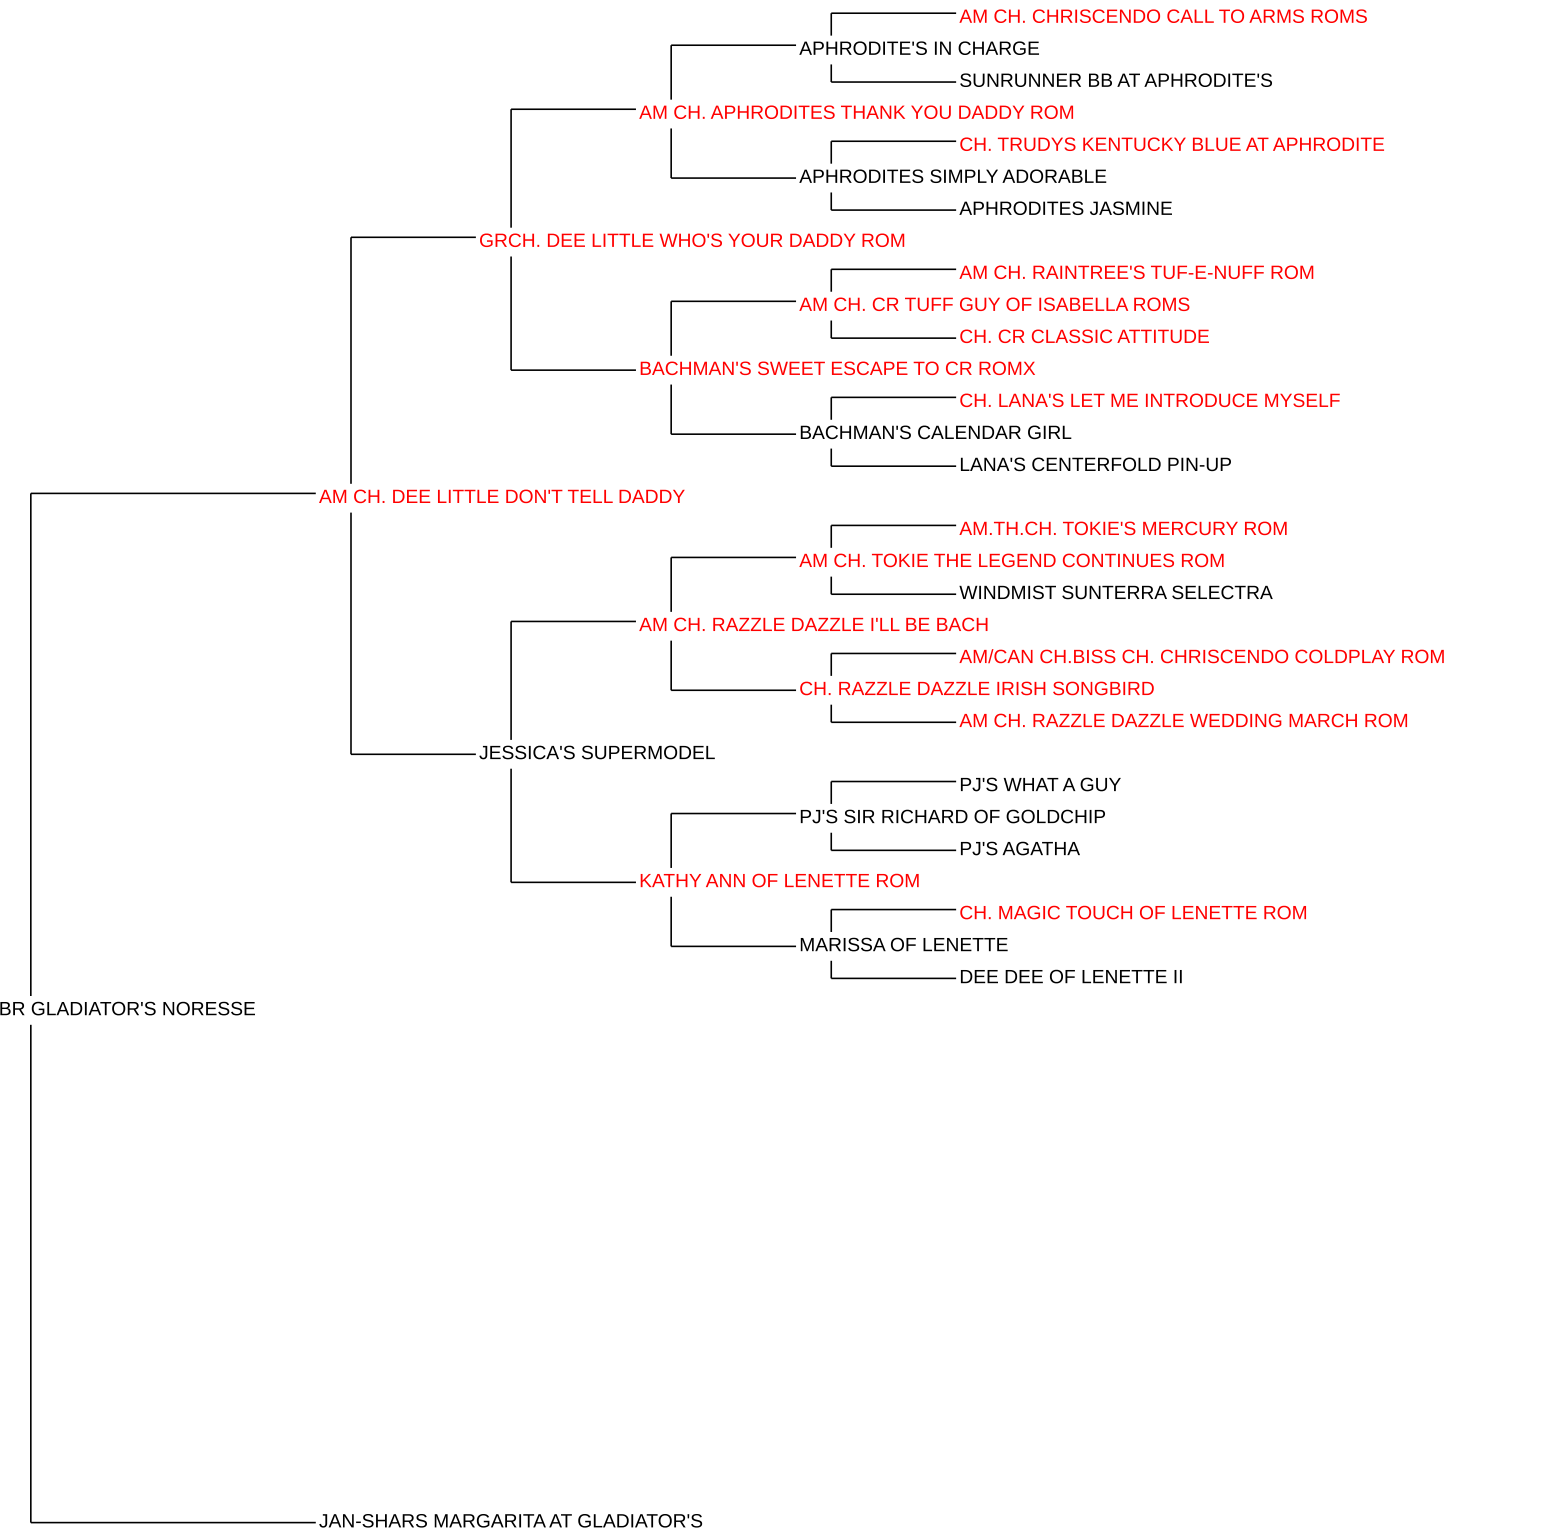 AM CH. CHRISCENDO CALL TO ARMS ROMS
APHRODITE'S IN CHARGE
SUNRUNNER BB AT APHRODITE'S
AM CH. APHRODITES THANK YOU DADDY ROM
CH. TRUDYS KENTUCKY BLUE AT APHRODITE
APHRODITES SIMPLY ADORABLE
APHRODITES JASMINE
GRCH. DEE LITTLE WHO'S YOUR DADDY ROM
AM CH. RAINTREE'S TUF-E-NUFF ROM
AM CH. CR TUFF GUY OF ISABELLA ROMS
CH. CR CLASSIC ATTITUDE
BACHMAN'S SWEET ESCAPE TO CR ROMX
CH. LANA'S LET ME INTRODUCE MYSELF
BACHMAN'S CALENDAR GIRL
LANA'S CENTERFOLD PIN-UP
AM CH. DEE LITTLE DON'T TELL DADDY
AM.TH.CH. TOKIE'S MERCURY ROM
AM CH. TOKIE THE LEGEND CONTINUES ROM
WINDMIST SUNTERRA SELECTRA
AM CH. RAZZLE DAZZLE I'LL BE BACH
AM/CAN CH.BISS CH. CHRISCENDO COLDPLAY ROM
CH. RAZZLE DAZZLE IRISH SONGBIRD
AM CH. RAZZLE DAZZLE WEDDING MARCH ROM
JESSICA'S SUPERMODEL
PJ'S WHAT A GUY
PJ'S SIR RICHARD OF GOLDCHIP
PJ'S AGATHA
KATHY ANN OF LENETTE ROM
CH. MAGIC TOUCH OF LENETTE ROM
MARISSA OF LENETTE
DEE DEE OF LENETTE II
BR GLADIATOR'S NORESSE
JAN-SHARS MARGARITA AT GLADIATOR'S